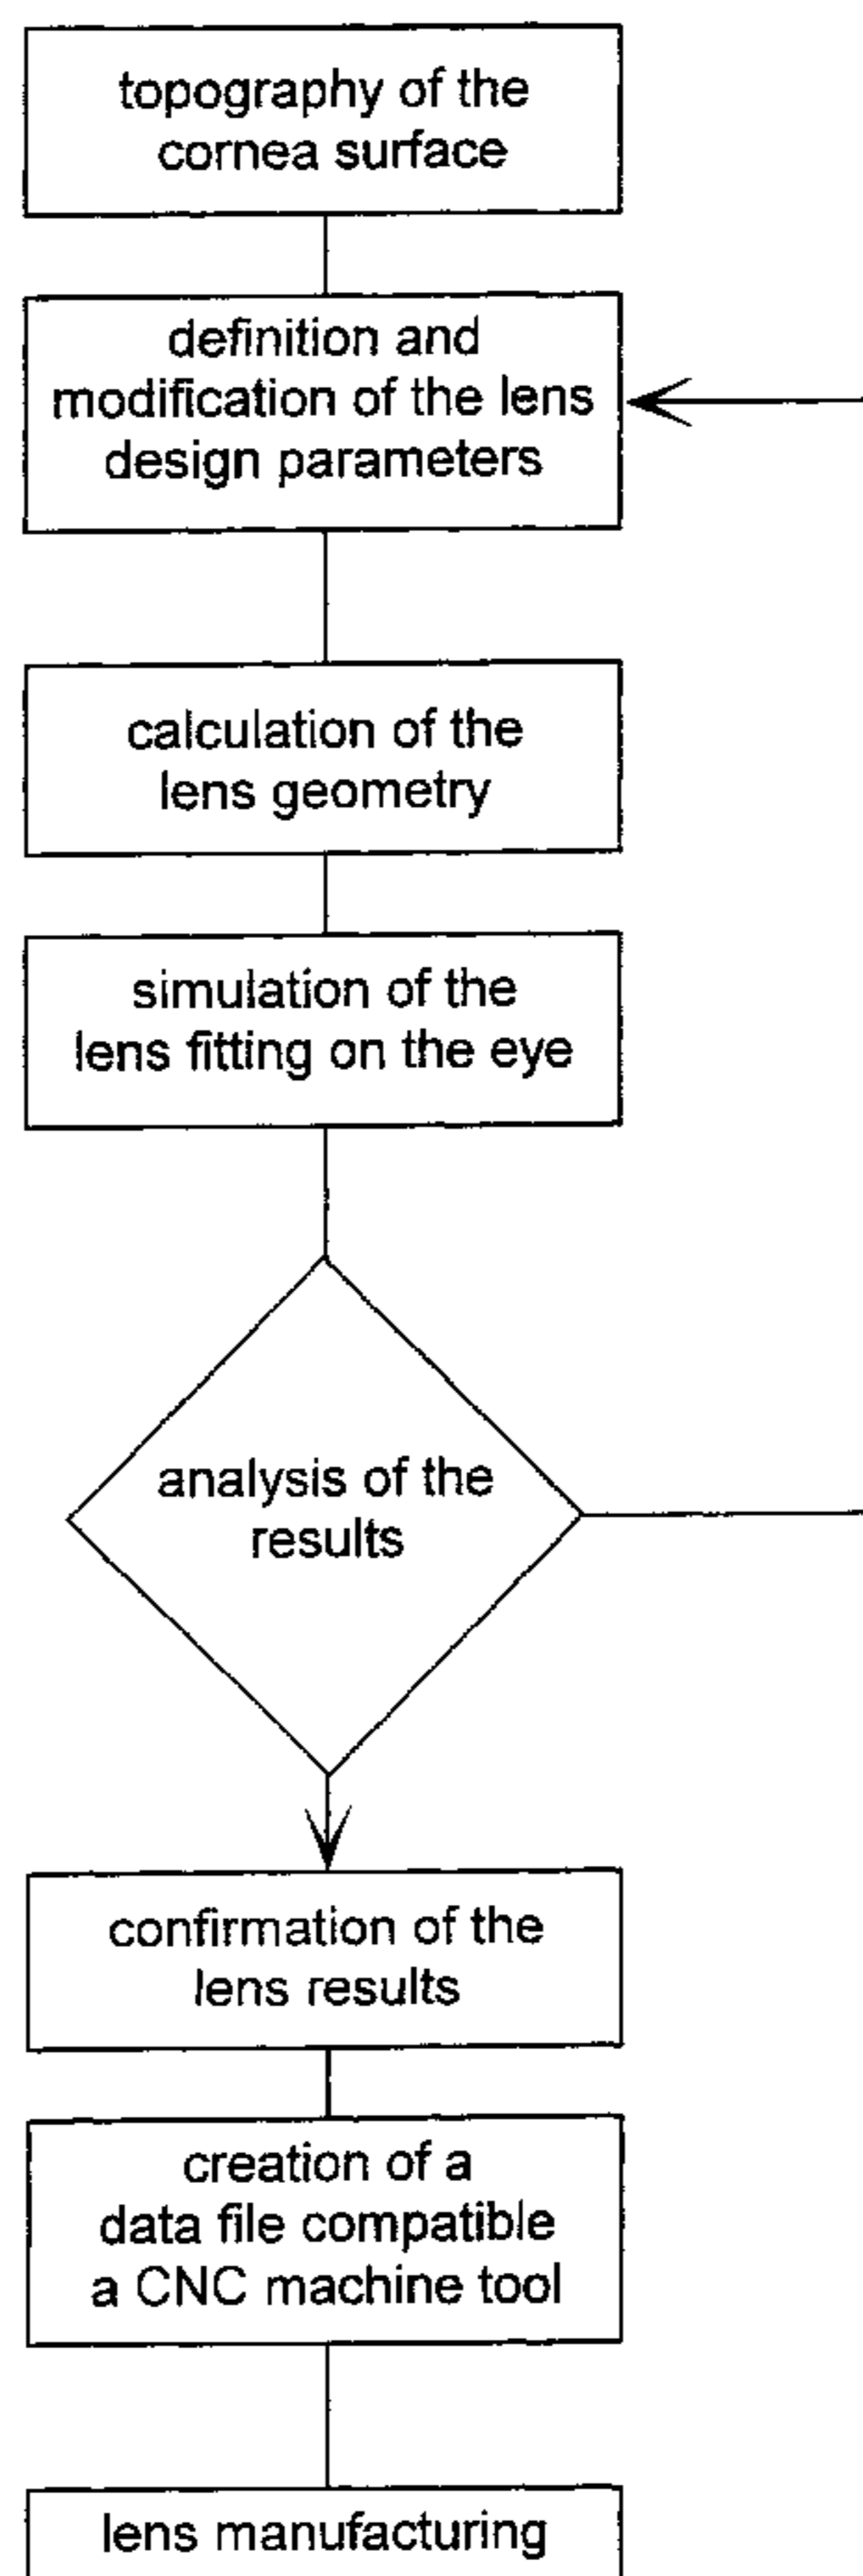 topography of the
cornea surface
definition and
modification of the lens
design parameters
calculation of the
lens geometry
simulation of the
lens fitting on the eye
analysis of the
results
confirmation of the
lens results
creation of a
data file compatible
a CNC machine tool
lens manufacturing